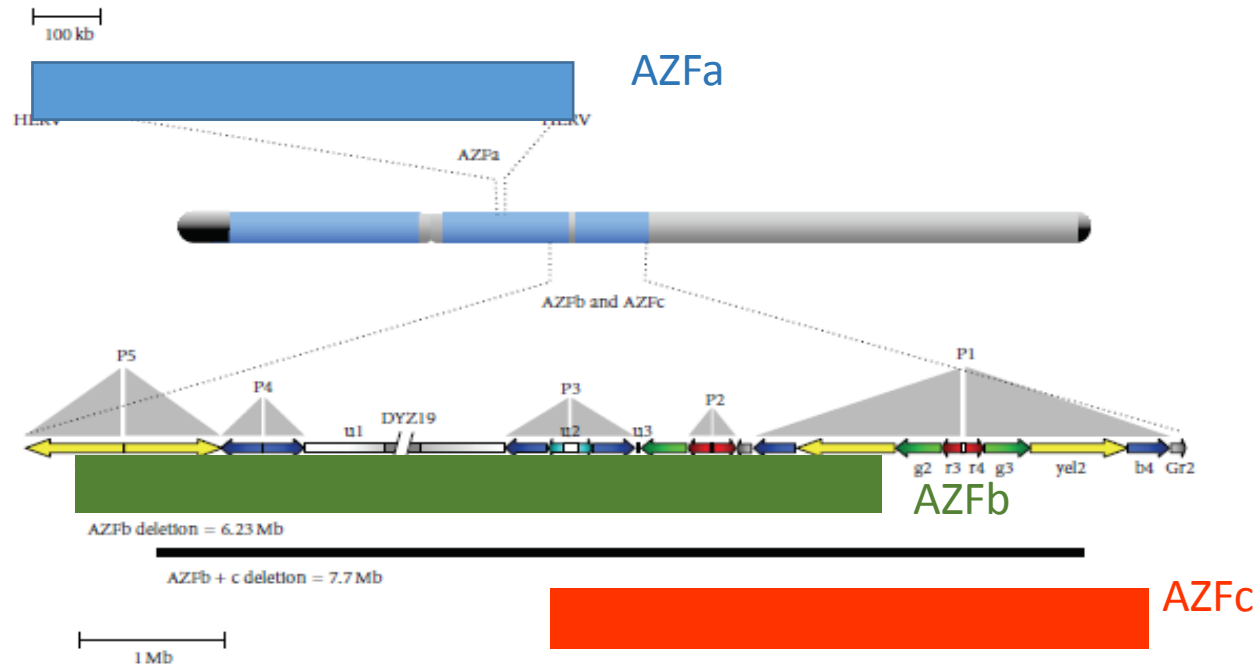 100 kb
AZFa
HERV HERV
AZFa
AZFb and AZFc
P5 P4 P3 P2 P1
u1 DYZ19 u2 u3
g2 r3 r4 g3 yel2 b4 Gr2
AZFb
AZFb deletion = 6.23 Mb
AZFb + c deletion = 7.7 Mb
AZFc
1 Mb